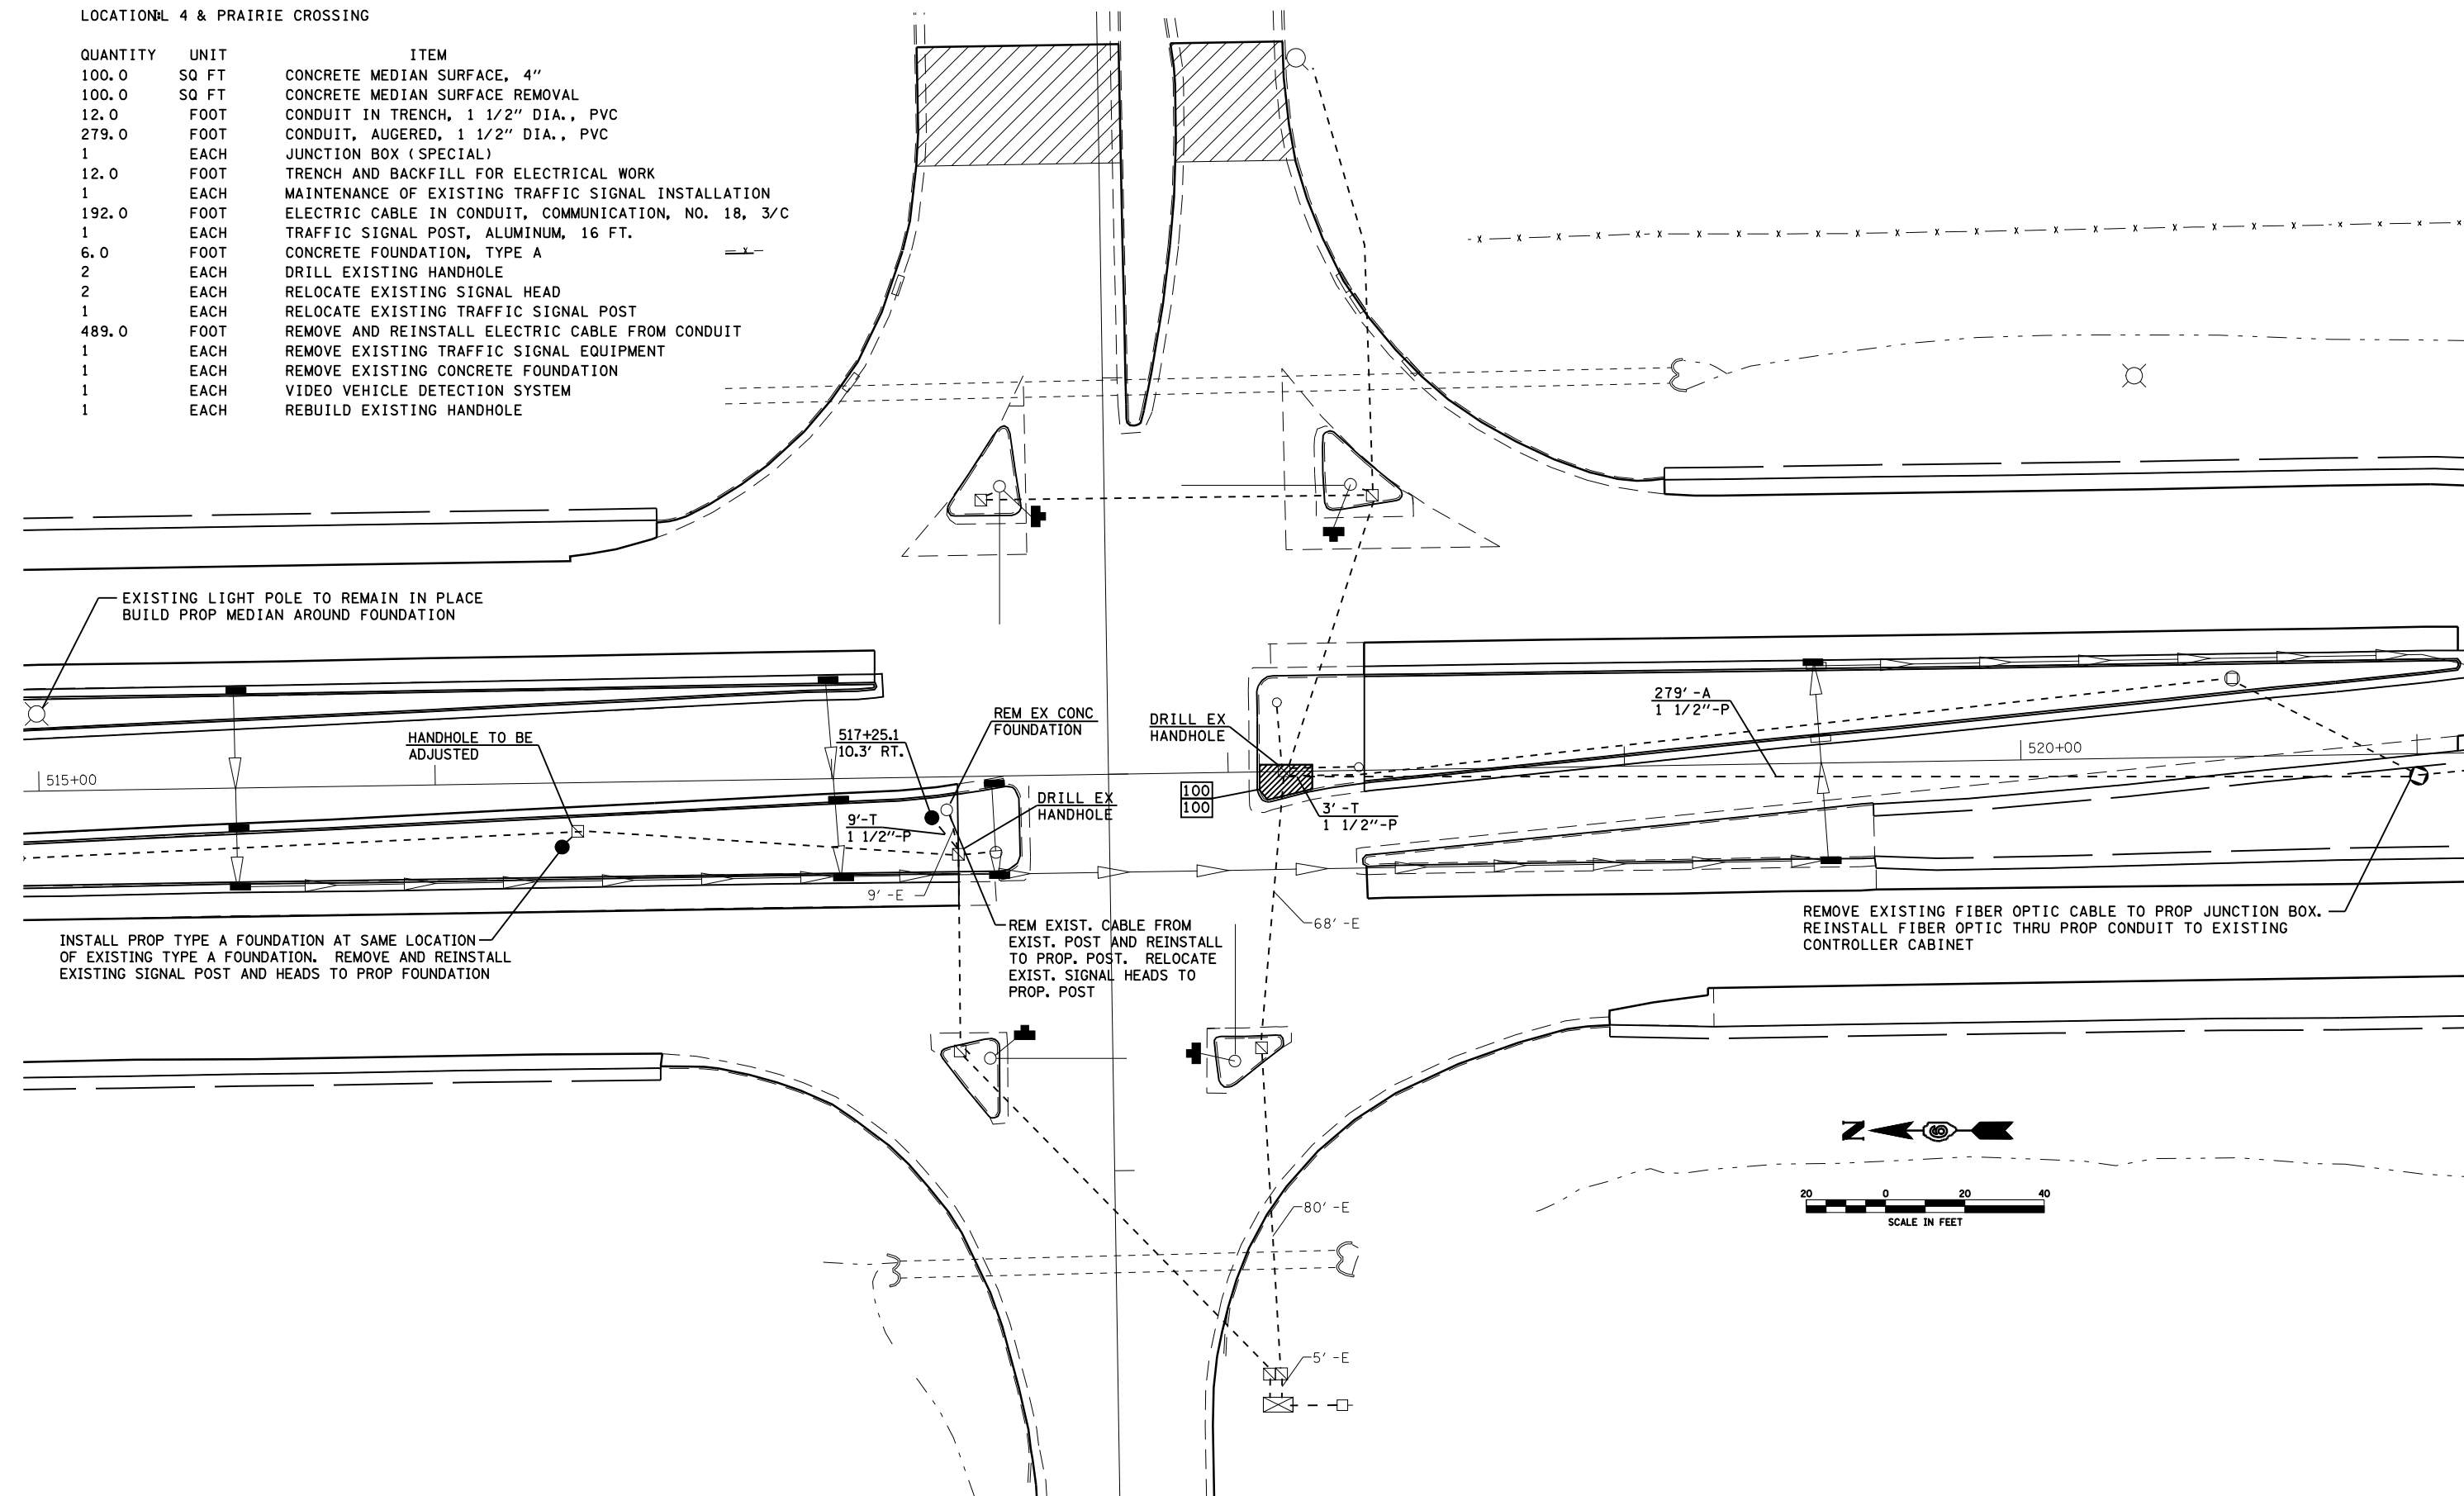 LOCATION: IL 4 & PRAIRIE CROSSING
QUANTITY UNIT ITEM
100.0 SQ FT CONCRETE MEDIAN SURFACE, 4"
100.0 SQ FT CONCRETE MEDIAN SURFACE REMOVAL
12.0 FOOT CONDUIT IN TRENCH, 1 1/2" DIA., PVC
279.0 FOOT CONDUIT, AUGERED, 1 1/2" DIA., PVC
1 EACH JUNCTION BOX (SPECIAL)
12.0 FOOT TRENCH AND BACKFILL FOR ELECTRICAL WORK
1 EACH MAINTENANCE OF EXISTING TRAFFIC SIGNAL INSTALLATION
192.0 FOOT ELECTRIC CABLE IN CONDUIT, COMMUNICATION, NO. 18, 3/C
1 EACH TRAFFIC SIGNAL POST, ALUMINUM, 16 FT.
6.0 FOOT CONCRETE FOUNDATION, TYPE A
2 EACH DRILL EXISTING HANDHOLE
2 EACH RELOCATE EXISTING SIGNAL HEAD
1 EACH RELOCATE EXISTING TRAFFIC SIGNAL POST
489.0 FOOT REMOVE AND REINSTALL ELECTRIC CABLE FROM CONDUIT
1 EACH REMOVE EXISTING TRAFFIC SIGNAL EQUIPMENT
1 EACH REMOVE EXISTING CONCRETE FOUNDATION
1 EACH VIDEO VEHICLE DETECTION SYSTEM
1 EACH REBUILD EXISTING HANDHOLE
EXISTING LIGHT POLE TO REMAIN IN PLACE
BUILD PROP MEDIAN AROUND FOUNDATION
HANDHOLE TO BE
ADJUSTED
515+00
517+25.1
10.3' RT.
REM EX CONC
FOUNDATION
DRILL EX
HANDHOLE
279'-A
1 1/2"-P
520+00
9'-T
1 1/2"-P
DRILL EX
HANDHOLE
100
100
3'-T
1 1/2"-P
9'-E
68'-E
INSTALL PROP TYPE A FOUNDATION AT SAME LOCATION
OF EXISTING TYPE A FOUNDATION. REMOVE AND REINSTALL
EXISTING SIGNAL POST AND HEADS TO PROP FOUNDATION
REM EXIST. CABLE FROM
EXIST. POST AND REINSTALL
TO PROP. POST. RELOCATE
EXIST. SIGNAL HEADS TO
PROP. POST
REMOVE EXISTING FIBER OPTIC CABLE TO PROP JUNCTION BOX.
REINSTALL FIBER OPTIC THRU PROP CONDUIT TO EXISTING
CONTROLLER CABINET
N
20 0 20 40
SCALE IN FEET
80'-E
5'-E